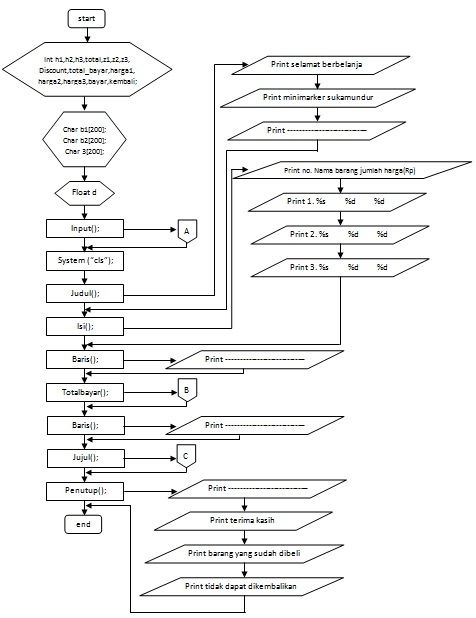 start
Int h1,h2,h3,total,z1,z2,z3,
Discount,total_bayar,harga1,
harga2,harga3,bayar,kembali;
Char b1[200];
Char b2[200];
Char 3[200];
Float d
Input();
A
System ("cls");
Judul();
Print selamat berbelanja
Print minimarker sukamundur
Print -----------------------------
Isi();
Print no. Nama barang jumlah harga(Rp)
Print 1. %s %d %d
Print 2. %s %d %d
Print 3. %s %d %d
Baris();
Print -----------------------------
Totalbayar();
B
Baris();
Print -----------------------------
Jujul();
C
Penutup();
Print -----------------------------
Print terima kasih
Print barang yang sudah dibeli
Print tidak dapat dikembalikan
end